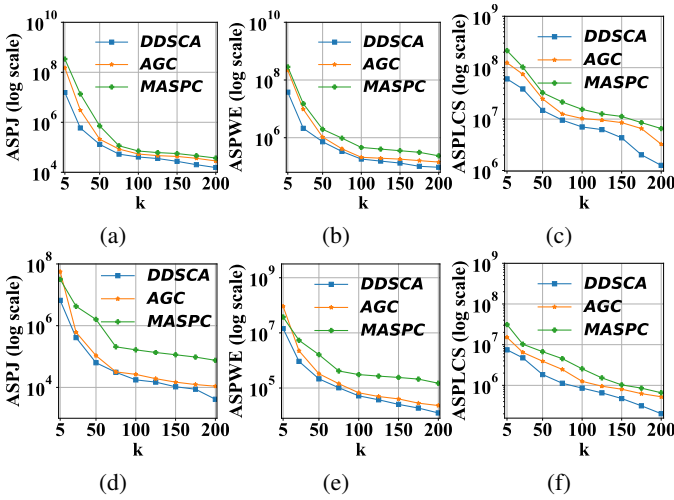 ASPJ (log scale)
10^10
10^8
10^6
10^4
5 50 100 150 200
k
DDSCA
AGC
MASPC
(a)
ASPWE (log scale)
10^10
10^8
10^6
5 50 100 150 200
k
DDSCA
AGC
MASPC
(b)
ASPLCS (log scale)
10^9
10^8
10^7
10^6
5 50 100 150 200
k
DDSCA
AGC
MASPC
(c)
ASPJ (log scale)
10^8
10^6
10^4
5 50 100 150 200
k
DDSCA
AGC
MASPC
(d)
ASPWE (log scale)
10^9
10^7
10^5
5 50 100 150 200
k
DDSCA
AGC
MASPC
(e)
ASPLCS (log scale)
10^9
10^8
10^7
10^6
5 50 100 150 200
k
DDSCA
AGC
MASPC
(f)